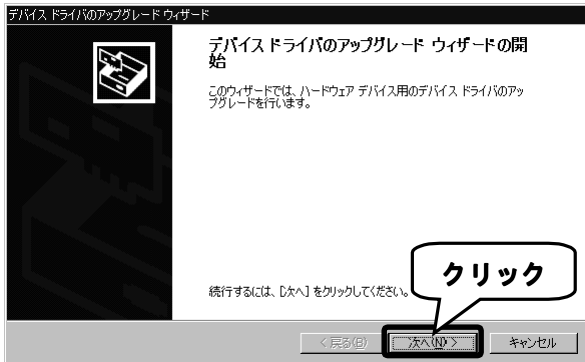 デバイス ドライバのアップグレード ウィザード
デバイス ドライバのアップグレード ウィザードの開
始
このウィザードでは、ハードウェア デバイス用のデバイス ドライバのアッ
プグレードを行います。
クリック
続行するには、[次へ] をクリックしてください。
< 戻る(B)
次へ(N) >
キャンセル